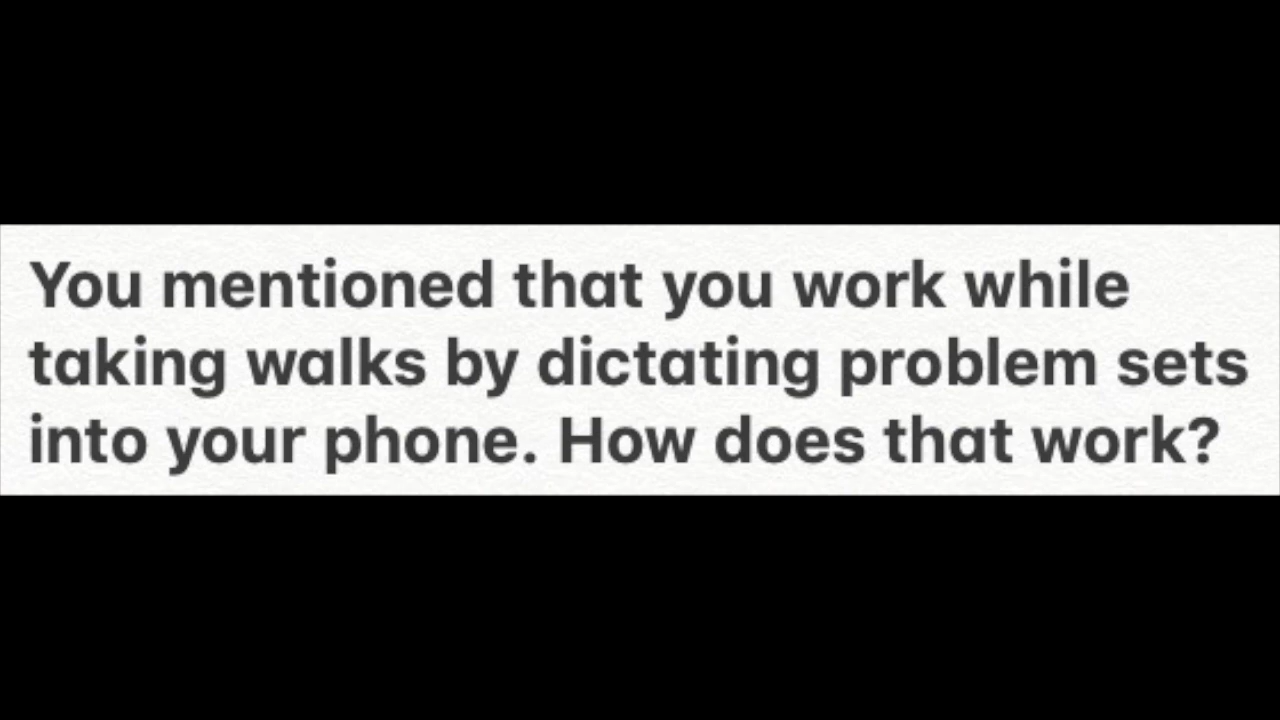 You mentioned that you work while
taking walks by dictating problem sets
into your phone. How does that work?